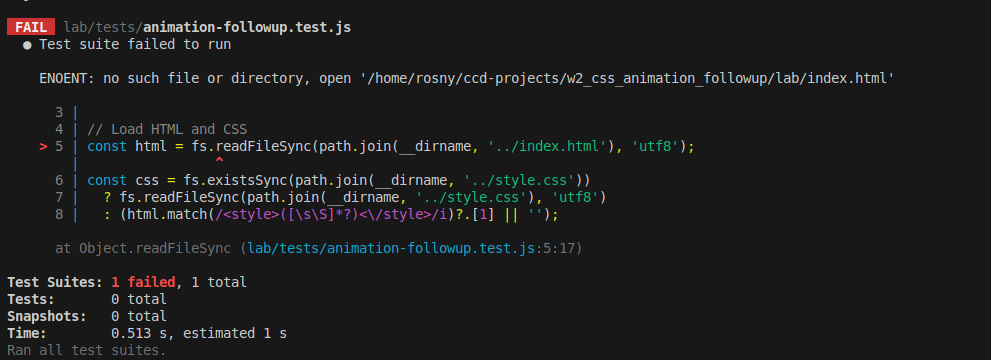 FAIL lab/tests/animation-followup.test.js
● Test suite failed to run
ENOENT: no such file or directory, open '/home/rosny/ccd-projects/w2_css_animation_followup/lab/index.html'
3 |
4 | // Load HTML and CSS
> 5 | const html = fs.readFileSync(path.join(__dirname, '../index.html'), 'utf8');
| ^
6 | const css = fs.existsSync(path.join(__dirname, '../style.css'))
7 | ? fs.readFileSync(path.join(__dirname, '../style.css'), 'utf8')
8 | : (html.match(/<style>([\s\S]*?)<\/style>/i)?.[1] || '');
at Object.readFileSync (lab/tests/animation-followup.test.js:5:17)
Test Suites: 1 failed, 1 total
Tests: 0 total
Snapshots: 0 total
Time: 0.513 s, estimated 1 s
Ran all test suites.